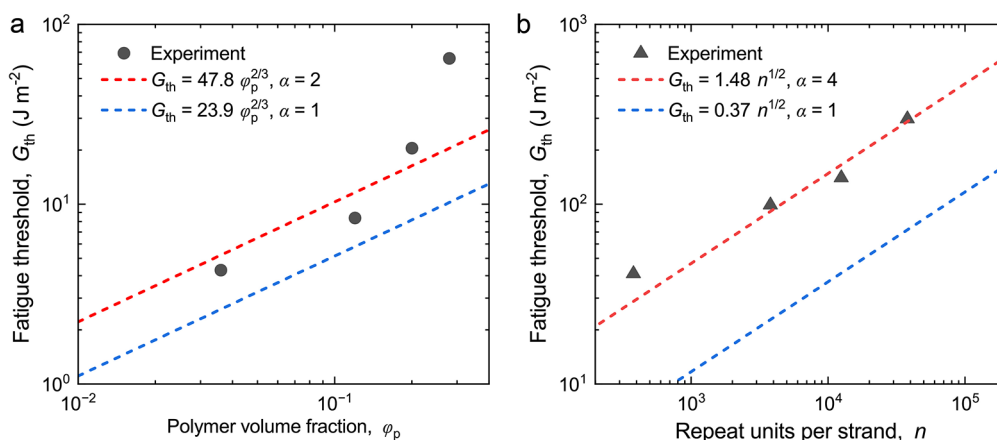 a
Experiment
G_th = 47.8 φ_p^{2/3}, α = 2
G_th = 23.9 φ_p^{2/3}, α = 1
Fatigue threshold, G_th (J m^{-2})
10^2
10^1
10^0
10^{-2}
10^{-1}
Polymer volume fraction, φ_p
b
Experiment
G_th = 1.48 n^{1/2}, α = 4
G_th = 0.37 n^{1/2}, α = 1
Fatigue threshold, G_th (J m^{-2})
10^3
10^2
10^1
10^3
10^4
10^5
Repeat units per strand, n